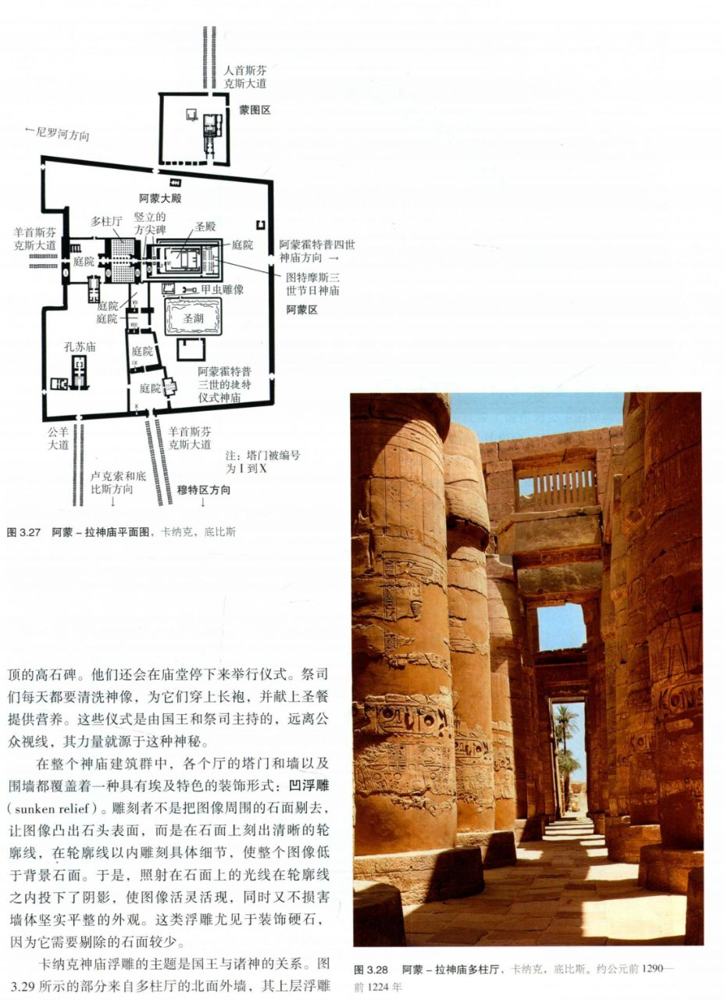 人首斯芬
克斯大道
蒙图区
←尼罗河方向
阿蒙大殿
多柱厅
竖立的
方尖碑
圣殿
庭院
羊首斯芬
克斯大道
庭院
阿蒙霍特普四世
神庙方向 →
图特摩斯三
世节日神庙
甲虫雕像
阿蒙区
庭院
庭院
圣湖
VI
VII
VIII
孔苏庙
庭院
IX
阿蒙霍特普
三世的捷特
仪式神庙
庭院
X
公羊
大道
羊首斯芬
克斯大道
注：塔门被编号
为 I 到 X
卢克索和底
比斯方向
↓
穆特区方向
↓
图 3.27 阿蒙－拉神庙平面图，卡纳克，底比斯
顶的高石碑。他们还会在庙堂停下来举行仪式。祭司
们每天都要清洗神像，为它们穿上长袍，并献上圣餐
提供营养。这些仪式是由国王和祭司主持的，远离公
众视线，其力量就源于这种神秘。
在整个神庙建筑群中，各个厅的塔门和墙以及
围墙都覆盖着一种具有埃及特色的装饰形式：凹浮雕
（sunken relief）。雕刻者不是把图像周围的石面剔去，
让图像凸出石头表面，而是在石面上刻出清晰的轮
廓线，在轮廓线以内雕刻具体细节，使整个图像低
于背景石面。于是，照射在石面上的光线在轮廓线
之内投下了阴影，使图像活灵活现，同时又不损害
墙体坚实平整的外观。这类浮雕尤见于装饰硬石，
因为它需要剔除的石面较少。
卡纳克神庙浮雕的主题是国王与诸神的关系。图
3.29 所示的部分来自多柱厅的北面外墙，其上层浮雕
图 3.28 阿蒙－拉神庙多柱厅，卡纳克，底比斯。约公元前 1290—
前 1224 年